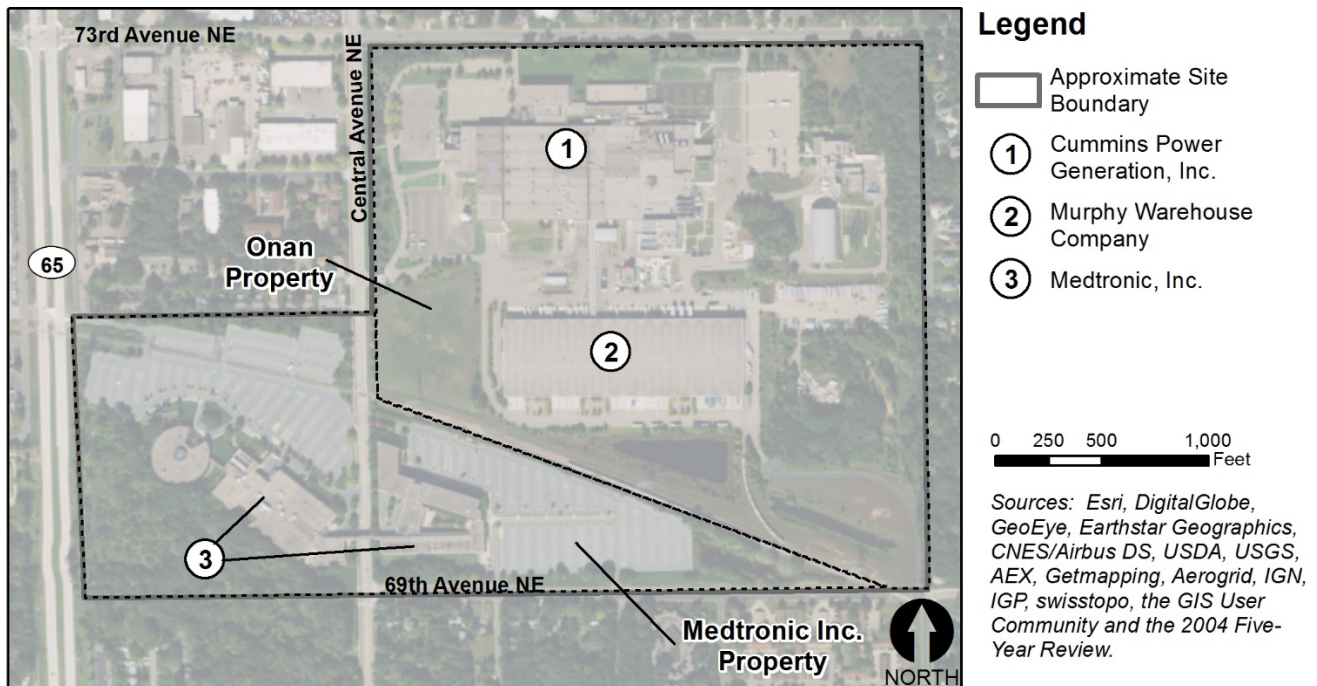 73rd Avenue NE
Central Avenue NE
1
Onan
Property
65
2
3
69th Avenue NE
Medtronic Inc.
Property
NORTH
Legend
Approximate Site
Boundary
1
Cummins Power
Generation, Inc.
2
Murphy Warehouse
Company
3
Medtronic, Inc.
0 250 500 1,000
Feet
Sources: Esri, DigitalGlobe,
GeoEye, Earthstar Geographics,
CNES/Airbus DS, USDA, USGS,
AEX, Getmapping, Aerogrid, IGN,
IGP, swisstopo, the GIS User
Community and the 2004 Five-
Year Review.